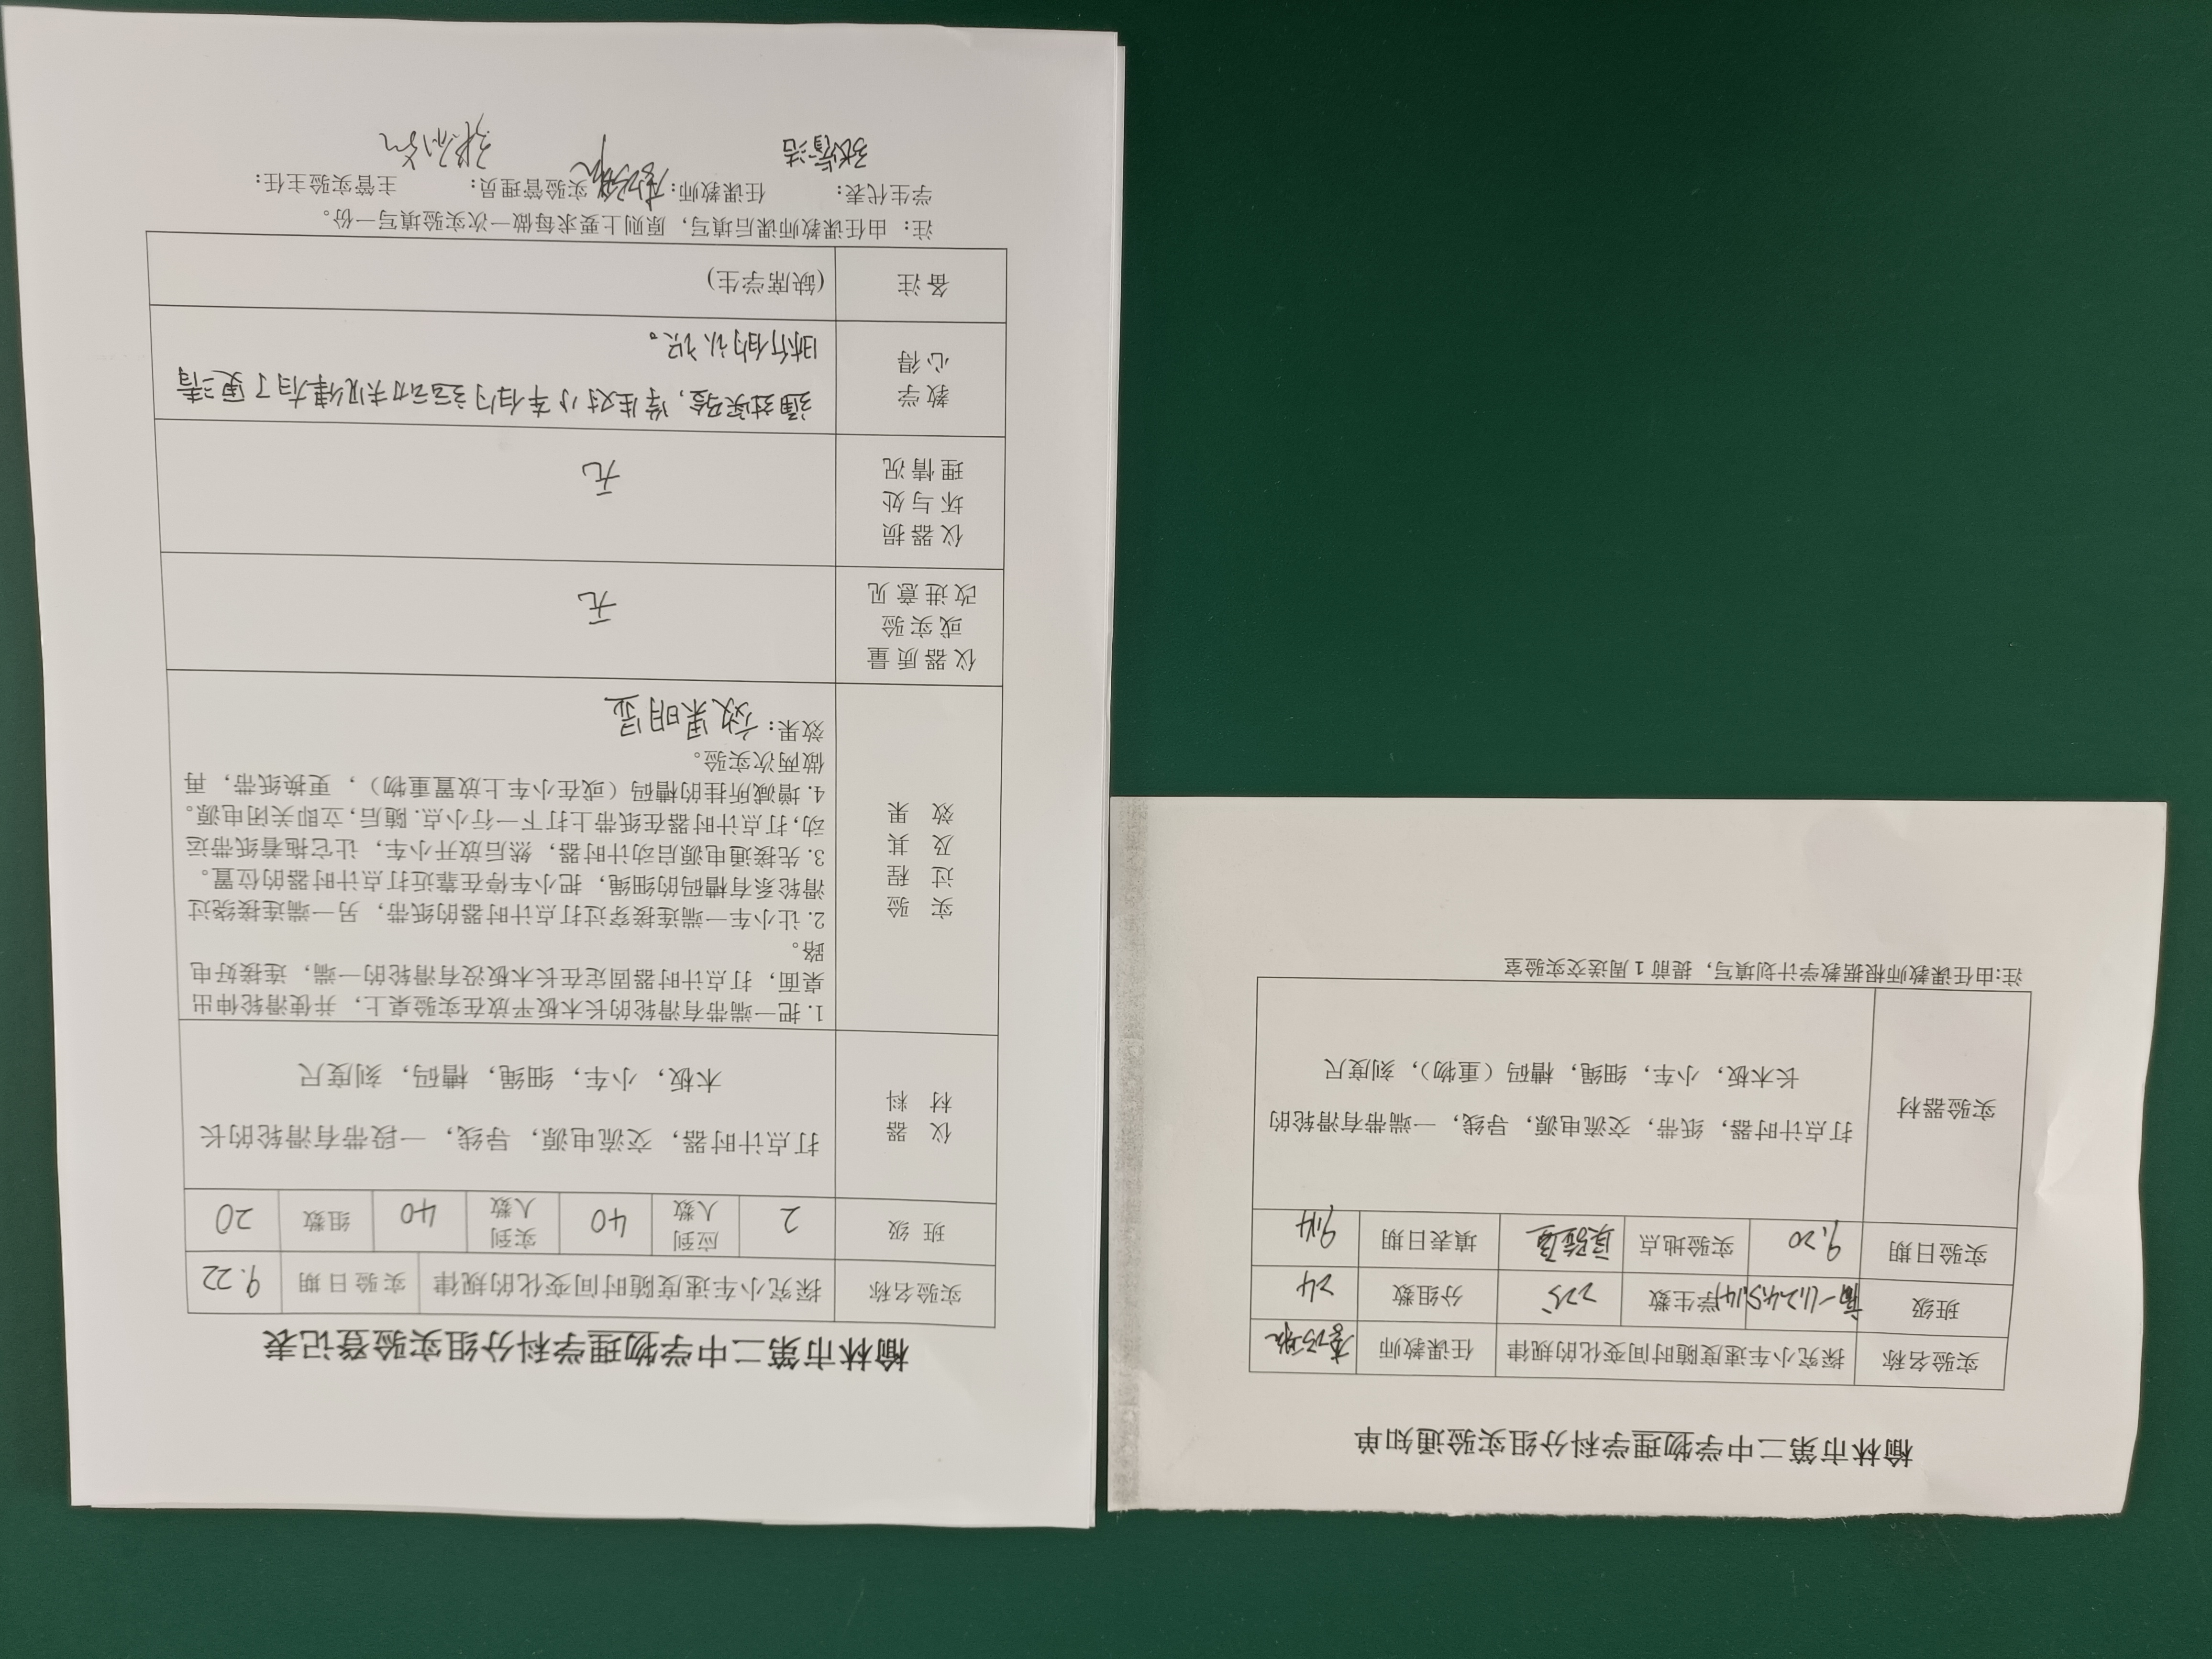 榆林市第二中学物理学科分组实验通知单
实验名称 探究小车速度随时间变化的规律 任课教师
班级 学生数 225 分组数 24
实验日期 9.20 实验地点 实验室 填表日期 9.14
实验器材
打点计时器，纸带，交流电源，导线，一端带有滑轮的
长木板，小车，细绳，槽码（重物），刻度尺
注:由任课教师根据教学计划填写，提前 1 周送交实验室
榆林市第二中学物理学科分组实验登记表
实验名称 探究小车速度随时间变化的规律 实验日期 9.22
班 级 2 应到人数 40 实到人数 40 组数 20
仪 器
材 料
打点计时器，交流电源，导线，一段带有滑轮的长
木板，小车，细绳，槽码，刻度尺
实 验
过 程
及 其
效 果
1. 把一端带有滑轮的长木板平放在实验桌上，并使滑轮伸出
桌面，打点计时器固定在长木板没有滑轮的一端，连接好电
路。
2. 让小车一端连接穿过打点计时器的纸带，另一端连接绕过
滑轮系有槽码的细绳，把小车停在靠近打点计时器的位置。
3. 先接通电源启动计时器，然后放开小车，让它拖着纸带运
动,打点计时器在纸带上打下一行小点. 随后,立即关闭电源。
4. 增减所挂的槽码（或在小车上放置重物），更换纸带，再
做两次实验。
效果：效果明显
仪器质量
或实验
改进意见
无
仪器损
坏与处
理情况
无
教学
心得
通过实验，学生对小车的运动规律有了更清
晰的认识。
备注 (缺席学生)
注：由任课教师课后填写，原则上要求每做一次实验填写一份。
学生代表： 任课教师： 实验管理员： 主管实验主任：